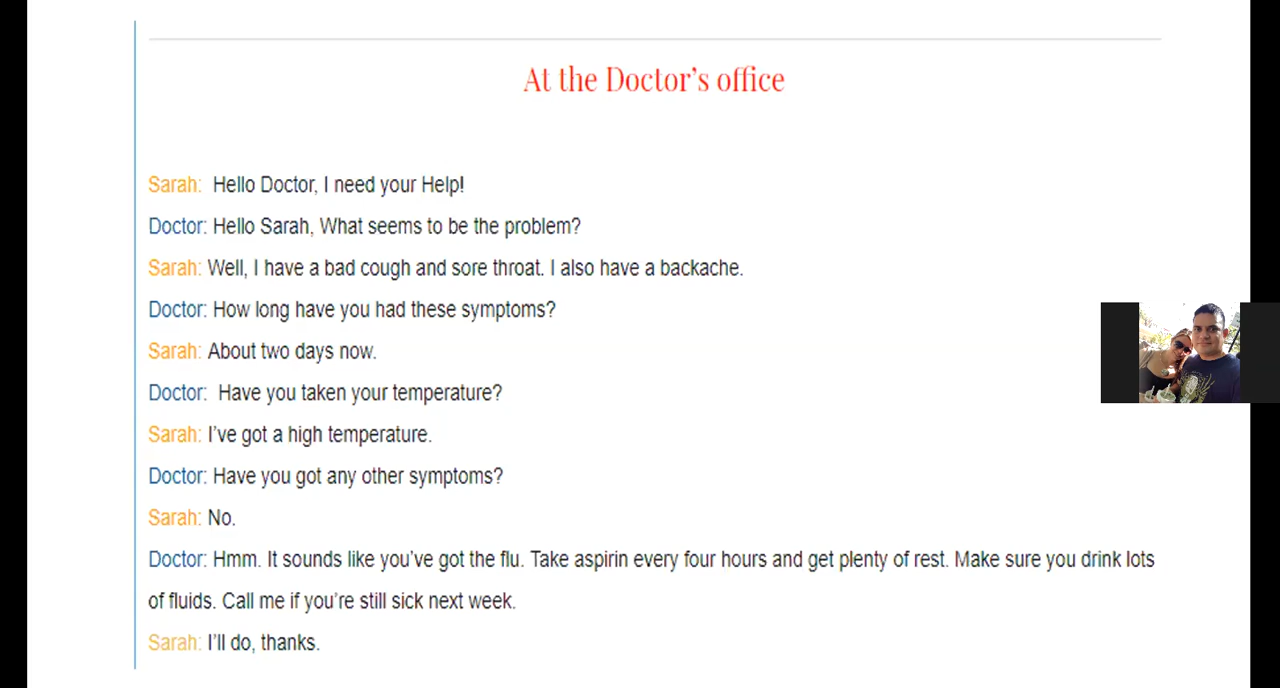 At the Doctor’s office
Sarah: Hello Doctor, I need your Help!
Doctor: Hello Sarah, What seems to be the problem?
Sarah: Well, I have a bad cough and sore throat. I also have a backache.
Doctor: How long have you had these symptoms?
Sarah: About two days now.
Doctor: Have you taken your temperature?
Sarah: I’ve got a high temperature.
Doctor: Have you got any other symptoms?
Sarah: No.
Doctor: Hmm. It sounds like you’ve got the flu. Take aspirin every four hours and get plenty of rest. Make sure you drink lots
of fluids. Call me if you’re still sick next week.
Sarah: I’ll do, thanks.